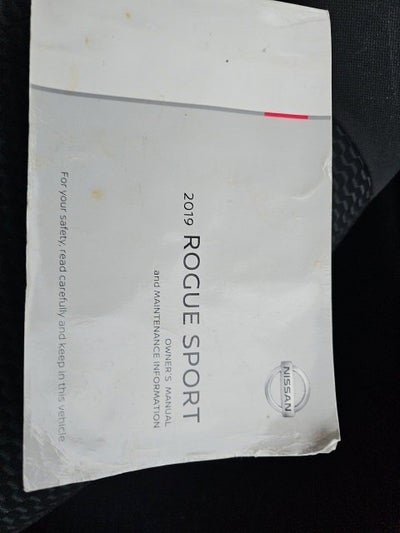 NISSAN
2019 ROGUE SPORT
OWNER'S MANUAL
and MAINTENANCE INFORMATION
For your safety, read carefully and keep in this vehicle